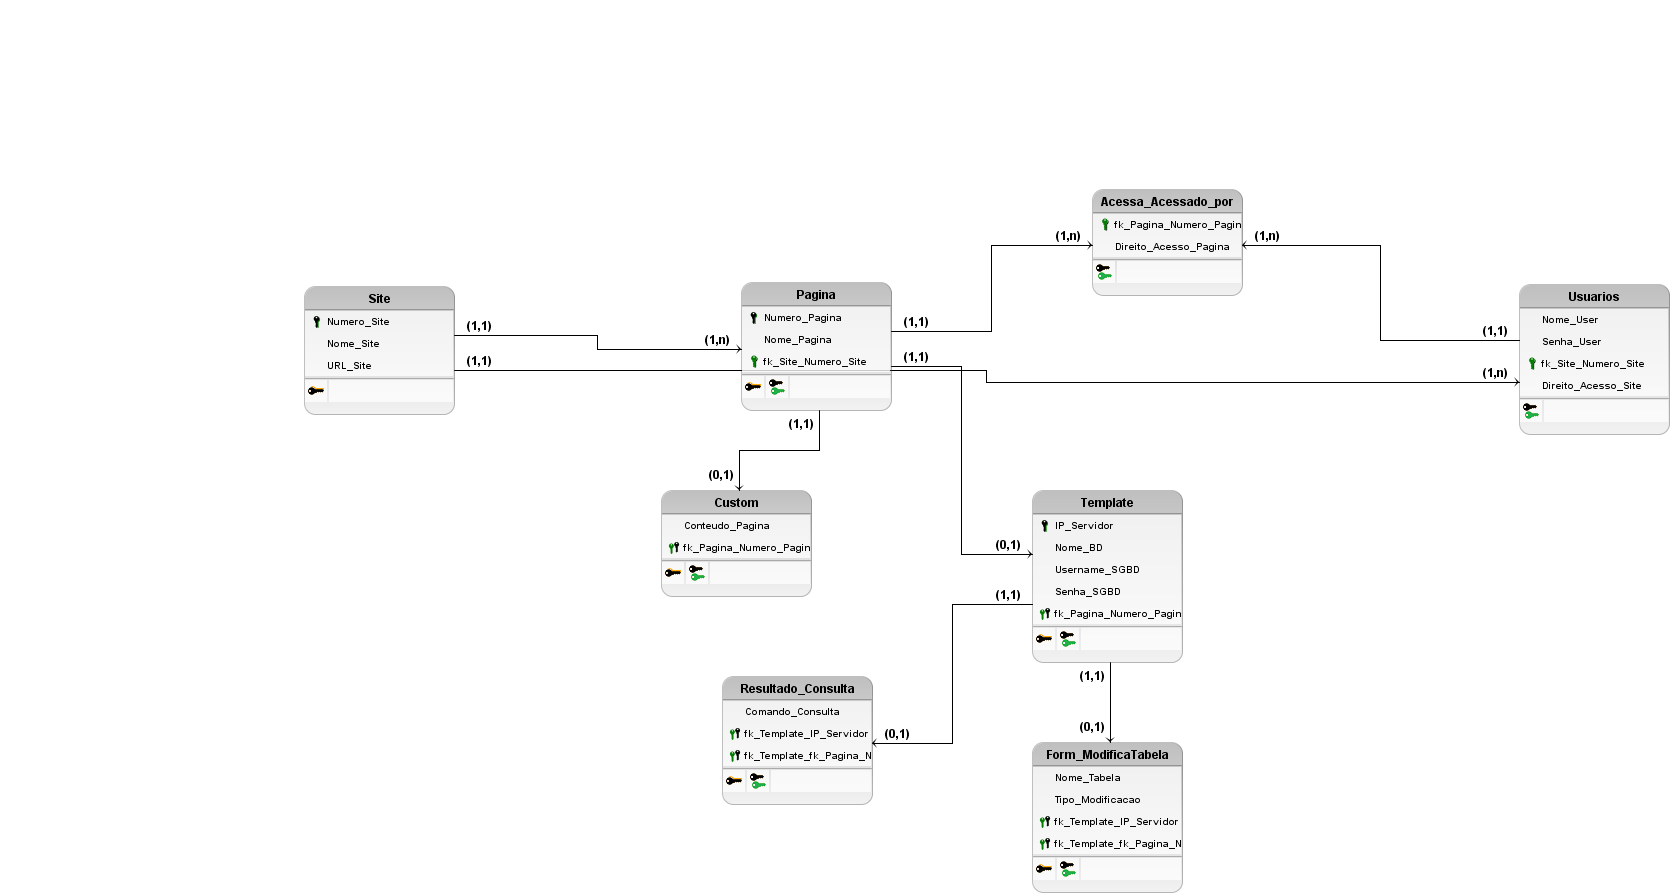 Acessa_Acessado_por
fk_Pagina_Numero_Pagin
Direito_Acesso_Pagina
(1,n)
(1,n)
Site
Numero_Site
Nome_Site
URL_Site
(1,1)
(1,1)
Pagina
Numero_Pagina
Nome_Pagina
fk_Site_Numero_Site
(1,n)
(1,1)
(1,1)
(1,1)
Usuarios
Nome_User
Senha_User
fk_Site_Numero_Site
Direito_Acesso_Site
(1,1)
(1,n)
(0,1)
Custom
Conteudo_Pagina
fk_Pagina_Numero_Pagin
Template
IP_Servidor
Nome_BD
Username_SGBD
Senha_SGBD
fk_Pagina_Numero_Pagin
(0,1)
(1,1)
(1,1)
Resultado_Consulta
Comando_Consulta
fk_Template_IP_Servidor
fk_Template_fk_Pagina_N
(0,1)
(0,1)
Form_ModificaTabela
Nome_Tabela
Tipo_Modificacao
fk_Template_IP_Servidor
fk_Template_fk_Pagina_N